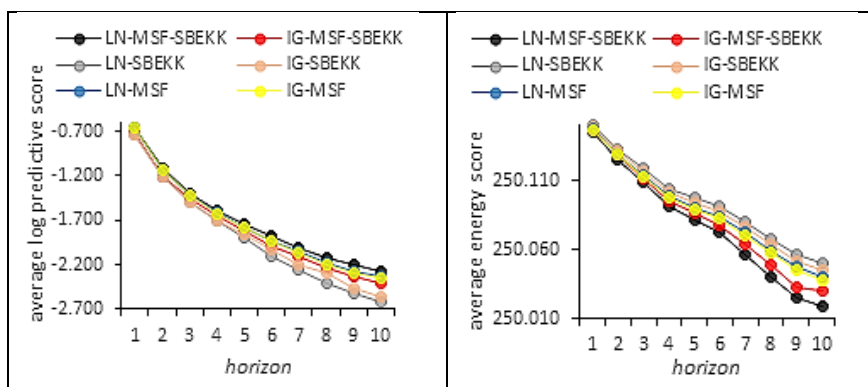 LN-MSF-SBEKK IG-MSF-SBEKK
LN-SBEKK IG-SBEKK
LN-MSF IG-MSF
average log predictive score
-0.700
-1.200
-1.700
-2.200
-2.700
1 2 3 4 5 6 7 8 9 10
horizon
LN-MSF-SBEKK IG-MSF-SBEKK
LN-SBEKK IG-SBEKK
LN-MSF IG-MSF
average energy score
250.110
250.060
250.010
1 2 3 4 5 6 7 8 9 10
horizon